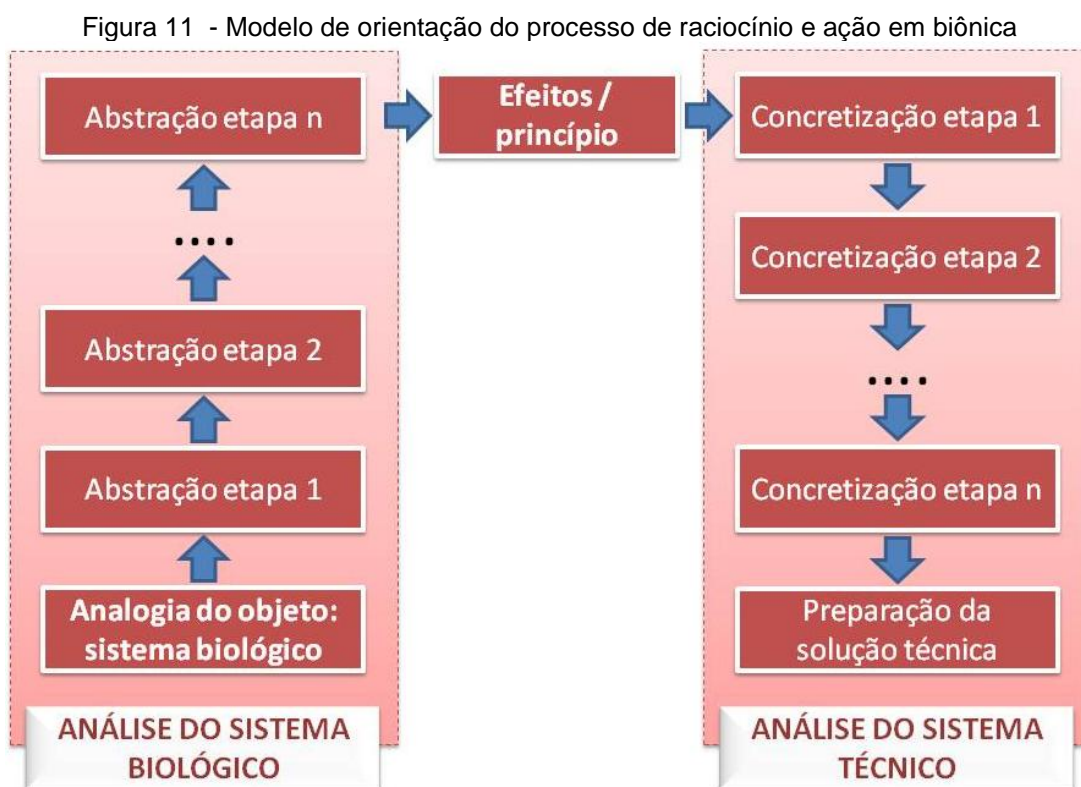 Figura 11 - Modelo de orientação do processo de raciocínio e ação em biônica
Abstração etapa n
....
Abstração etapa 2
Abstração etapa 1
Analogia do objeto:
sistema biológico
ANÁLISE DO SISTEMA
BIOLÓGICO
Efeitos /
princípio
Concretização etapa 1
Concretização etapa 2
....
Concretização etapa n
Preparação da
solução técnica
ANÁLISE DO SISTEMA
TÉCNICO